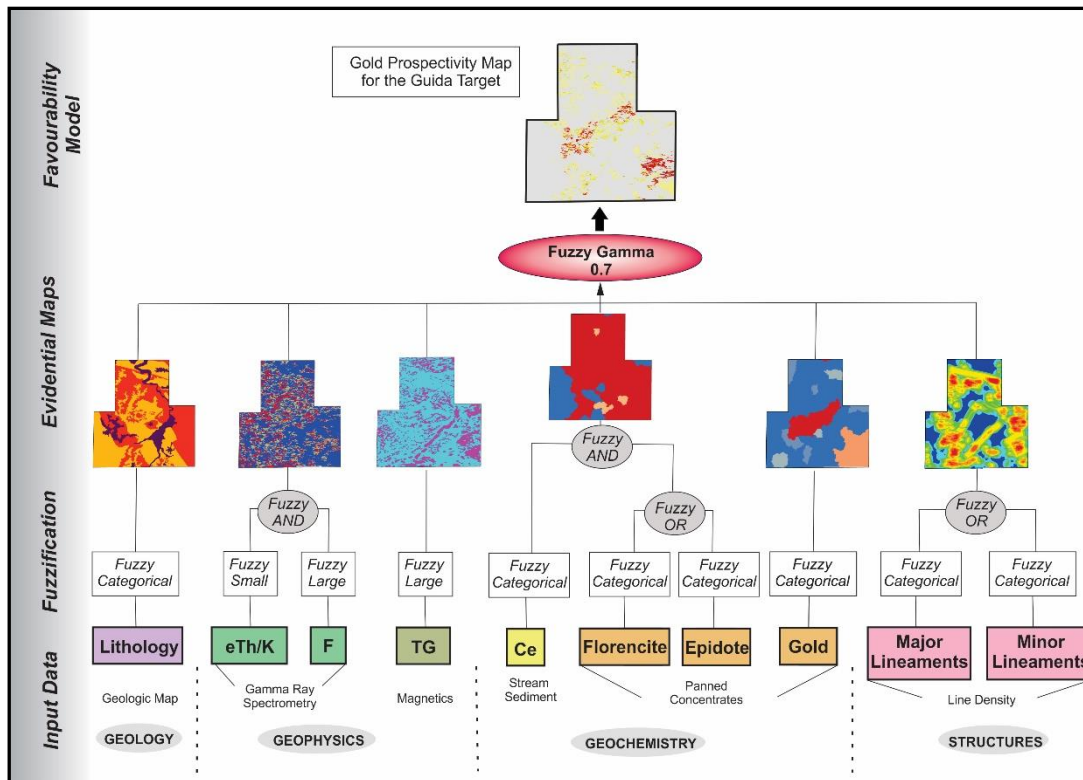 Favourability
Model
Gold Prospectivity Map
for the Guida Target
Fuzzy Gamma
0.7
Evidential Maps
Fuzzy
AND
Fuzzy
AND
Fuzzy
OR
Fuzzy
OR
Fuzzification
Fuzzy
Categorical
Fuzzy
Small
Fuzzy
Large
Fuzzy
Large
Fuzzy
Categorical
Fuzzy
Categorical
Fuzzy
Categorical
Fuzzy
Categorical
Fuzzy
Categorical
Fuzzy
Categorical
Input Data
Lithology
eTh/K
F
TG
Ce
Florencite
Epidote
Gold
Major
Lineaments
Minor
Lineaments
Geologic Map
Gamma Ray
Spectrometry
Magnetics
Stream
Sediment
Panned
Concentrates
Line Density
GEOLOGY
GEOPHYSICS
GEOCHEMISTRY
STRUCTURES